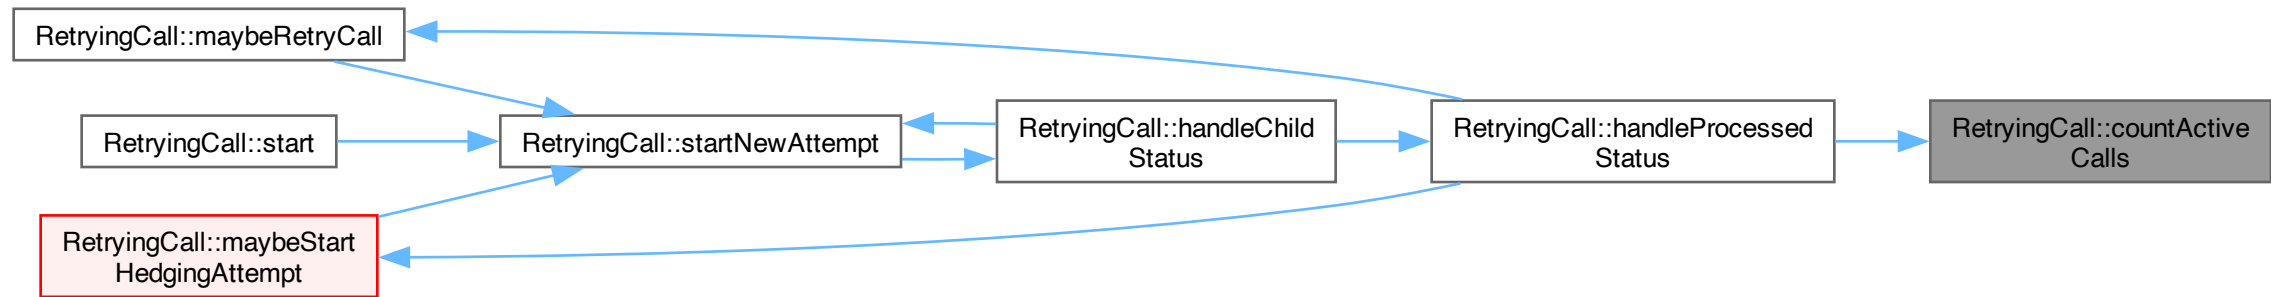 RetryingCall::maybeRetryCall
RetryingCall::start
RetryingCall::maybeStart
HedgingAttempt
RetryingCall::startNewAttempt
RetryingCall::handleChild
Status
RetryingCall::handleProcessed
Status
RetryingCall::countActive
Calls